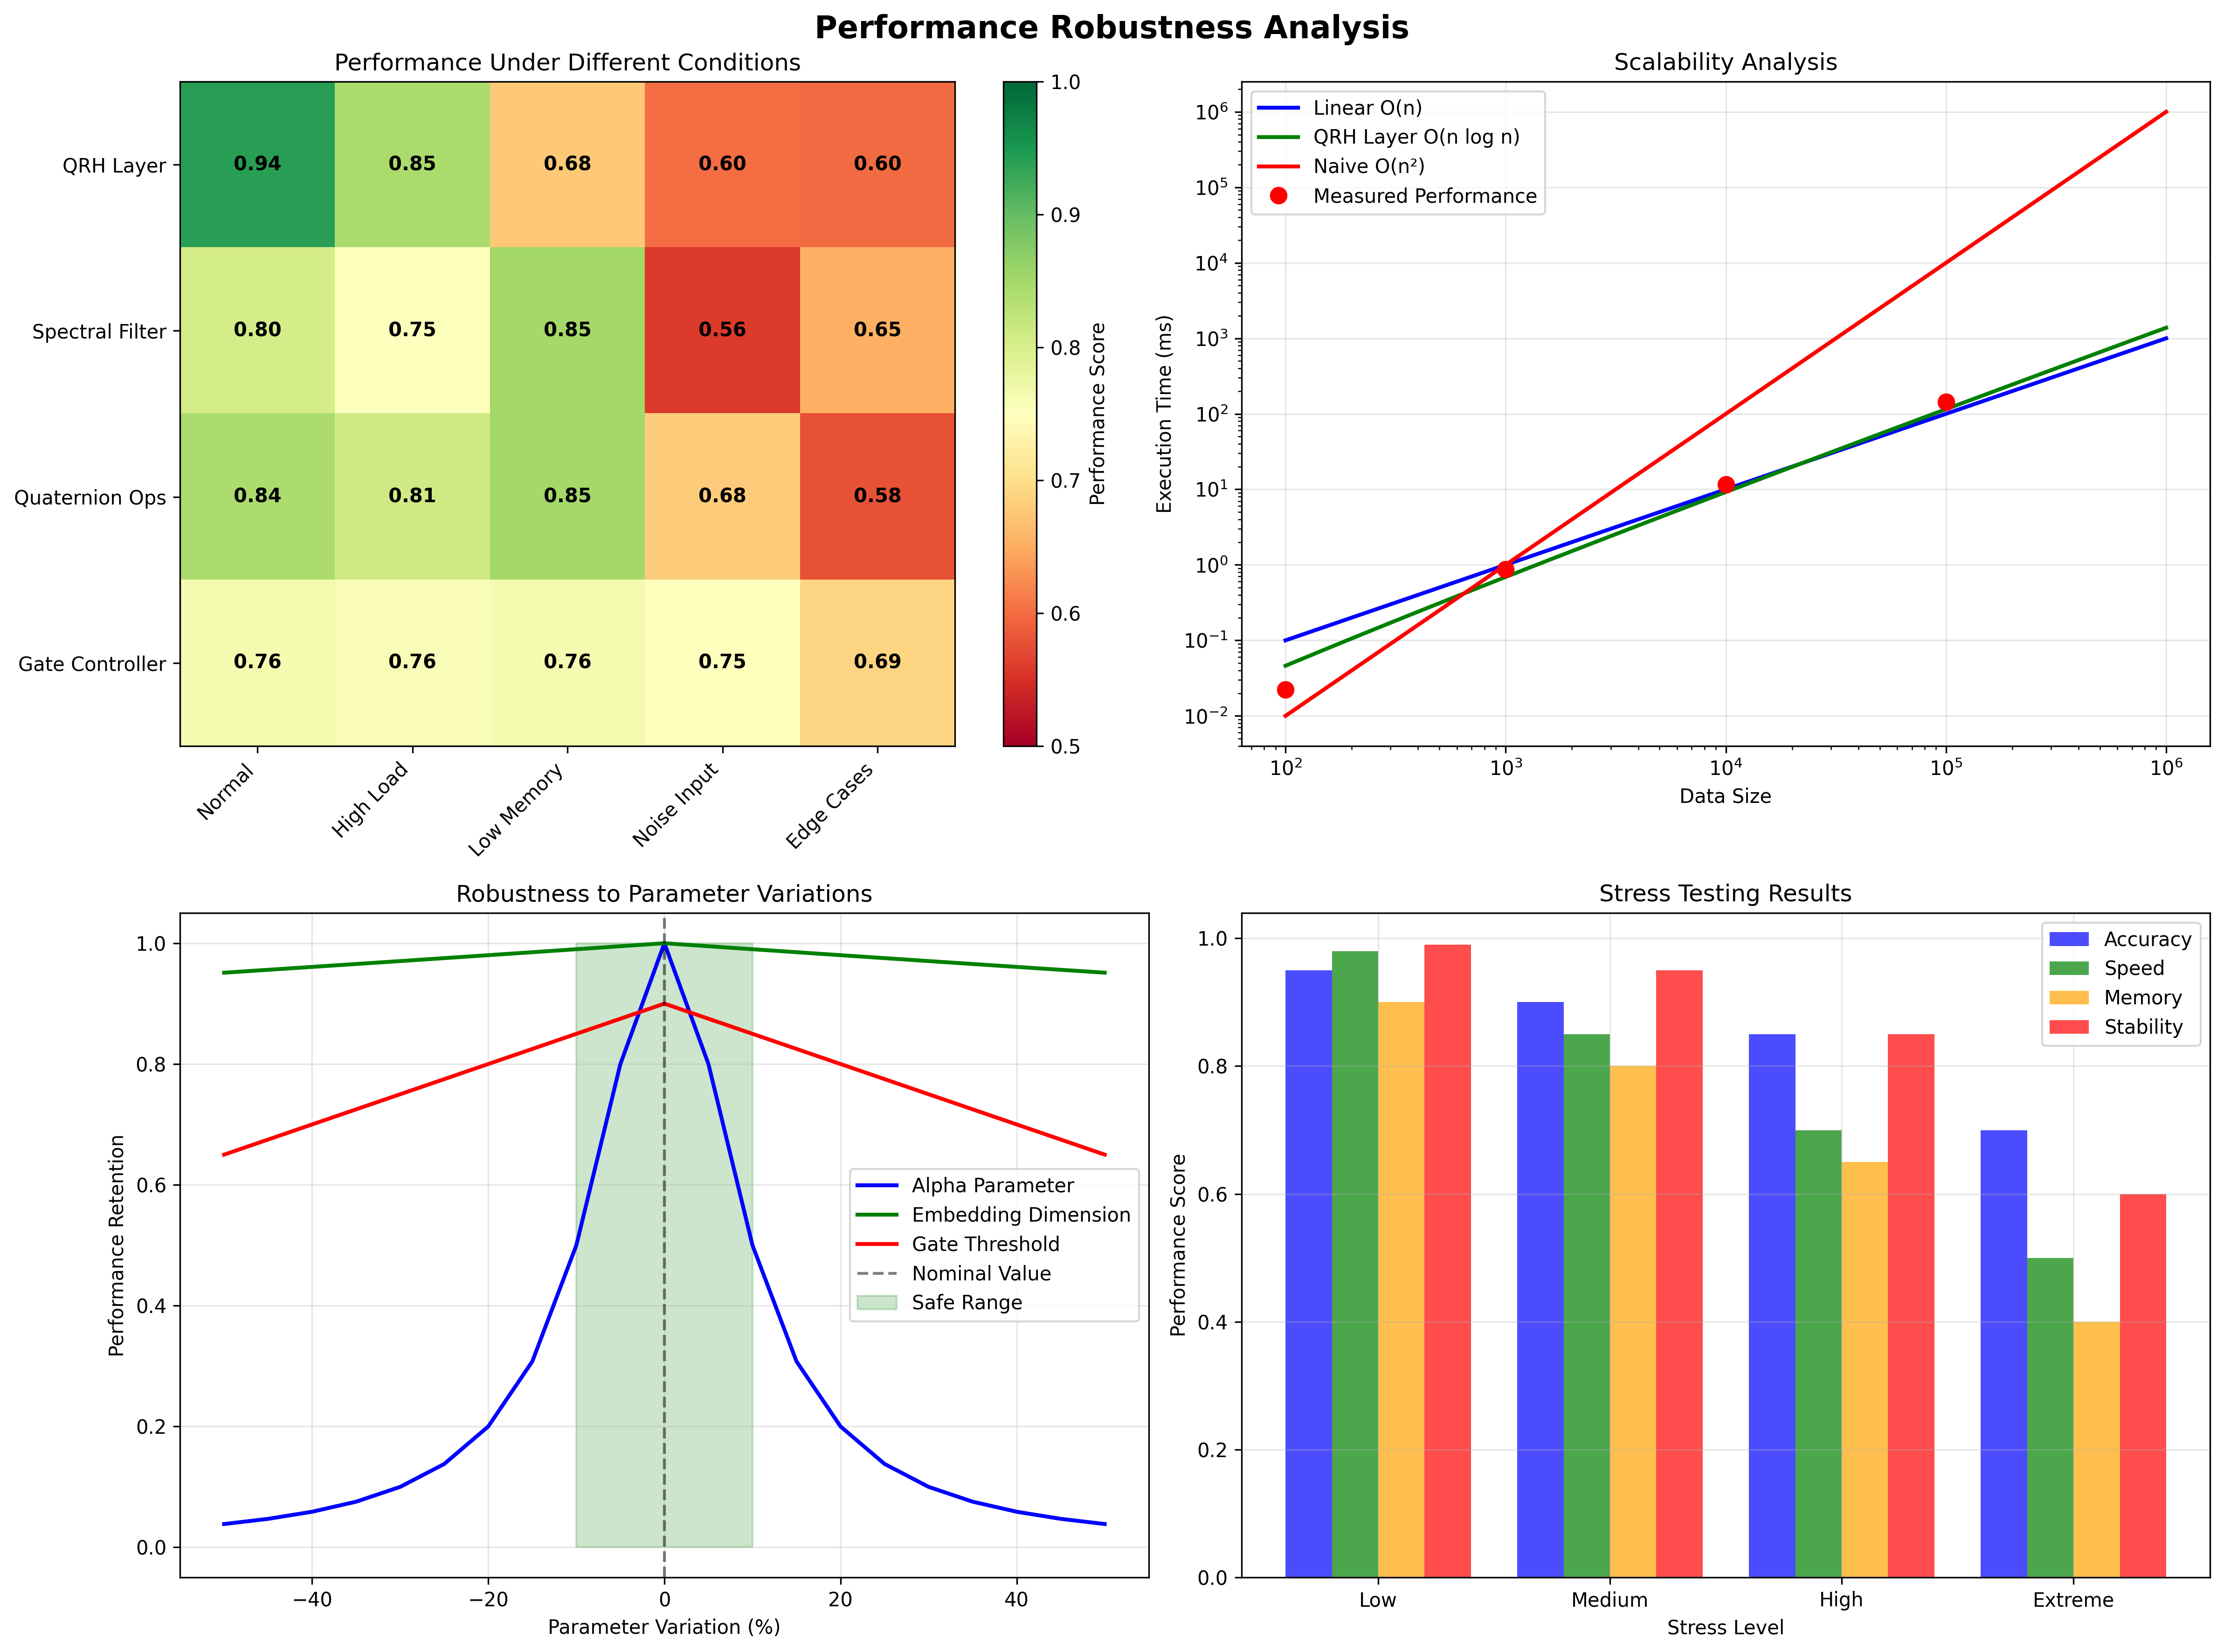 Performance Robustness Analysis
Performance Under Different Conditions
QRH Layer
Spectral Filter
Quaternion Ops
Gate Controller
0.94 0.85 0.68 0.60 0.60
0.80 0.75 0.85 0.56 0.65
0.84 0.81 0.85 0.68 0.58
0.76 0.76 0.76 0.75 0.69
Normal
High Load
Low Memory
Noise Input
Edge Cases
1.0
0.9
0.8
0.7
0.6
0.5
Performance Score
Scalability Analysis
Linear O(n)
QRH Layer O(n log n)
Naive O(n²)
Measured Performance
10⁶
10⁵
10⁴
10³
10²
10¹
10⁰
10⁻¹
10⁻²
Execution Time (ms)
10² 10³ 10⁴ 10⁵ 10⁶
Data Size
Robustness to Parameter Variations
1.0
0.8
0.6
0.4
0.2
0.0
Performance Retention
Alpha Parameter
Embedding Dimension
Gate Threshold
Nominal Value
Safe Range
−40 −20 0 20 40
Parameter Variation (%)
Stress Testing Results
1.0
0.8
0.6
0.4
0.2
0.0
Performance Score
Accuracy
Speed
Memory
Stability
Low Medium High Extreme
Stress Level